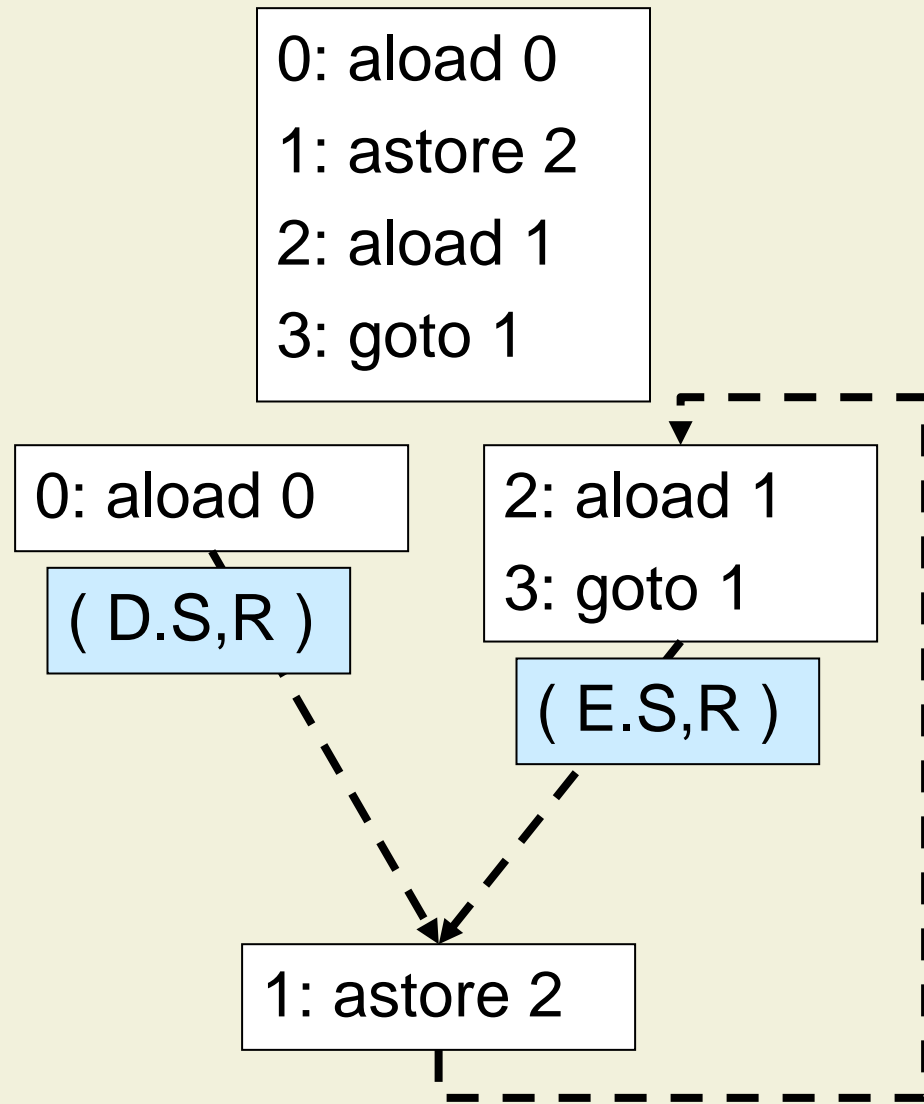 0: aload 0
1: astore 2
2: aload 1
3: goto 1
0: aload 0
( D.S,R )
2: aload 1
3: goto 1
( E.S,R )
1: astore 2